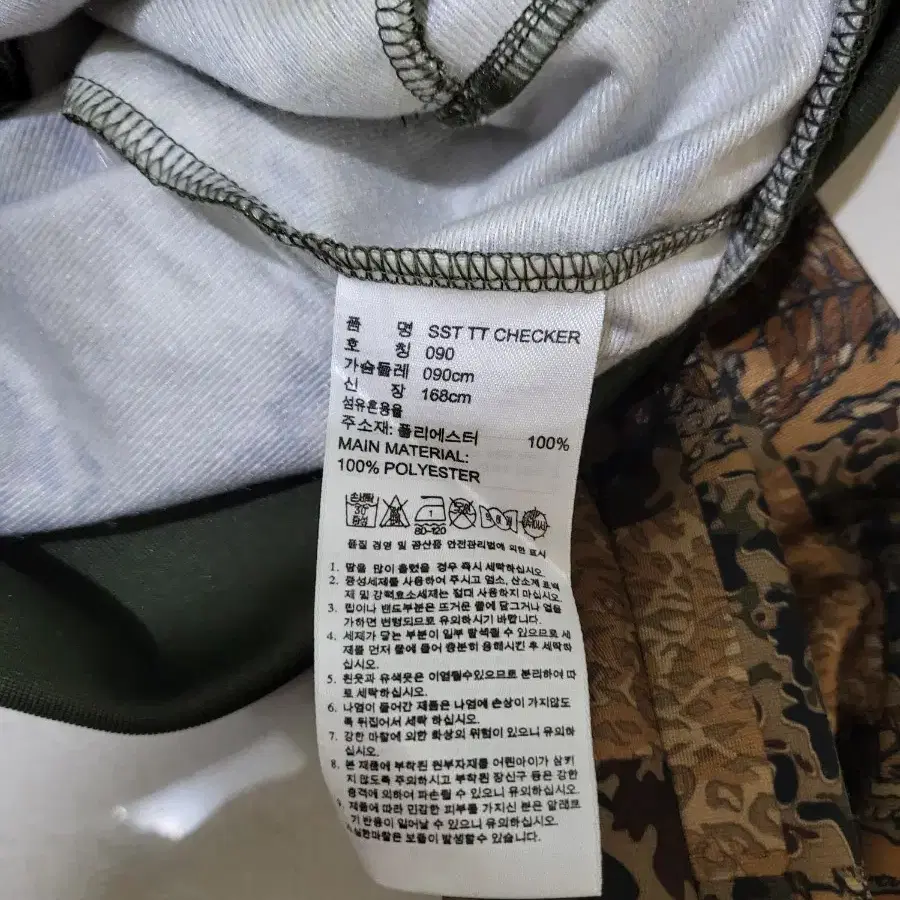 품 명 SST TT CHECKER
호 칭 090
가슴둘레 090cm
신 장 168cm
섬유혼용율
주소재: 폴리에스터 100%
MAIN MATERIAL:
100% POLYESTER
손세탁
30
중성
80-120
품질 경영 및 공산품 안전관리법에 의한 표시
1. 땀을 많이 흘렸을 경우 즉시 세탁하십시오.
2. 중성세제를 사용하여 주시고 염소, 산소계 표백
제 및 강력효소세제는 절대 사용하지 마십시오.
3. 립이나 밴드부분은 뜨거운 물에 담그거나 열을
가하면 변형되므로 유의하시기 바랍니다.
4. 세제가 닿는 부분이 일부 탈색될 수 있으므로 세
제를 먼저 물에 풀어 충분히 용해시킨 후 세탁하
십시오.
5. 흰옷과 유색옷은 이염될수있으므로 분리하여 따
로 세탁하십시오.
6. 나염이 들어간 제품은 나염에 손상이 가지않도
록 뒤집어서 세탁 하십시오.
7. 강한 마찰에 의한 화상의 위험이 있으니 유의하
십시오.
8. 본 제품에 부착된 원부자재를 어린아이가 삼키
지 않도록 주의하시고 부착된 장신구 등은 강한
충격에 의하여 파손될 수 있으니 유의하십시오.
9. 제품에 따라 민감한 피부를 가지신 분은 알레르
기 반응이 일어날 수 있으니 유의하십시오.
심한마찰은 보풀이 발생할수 있습니다.